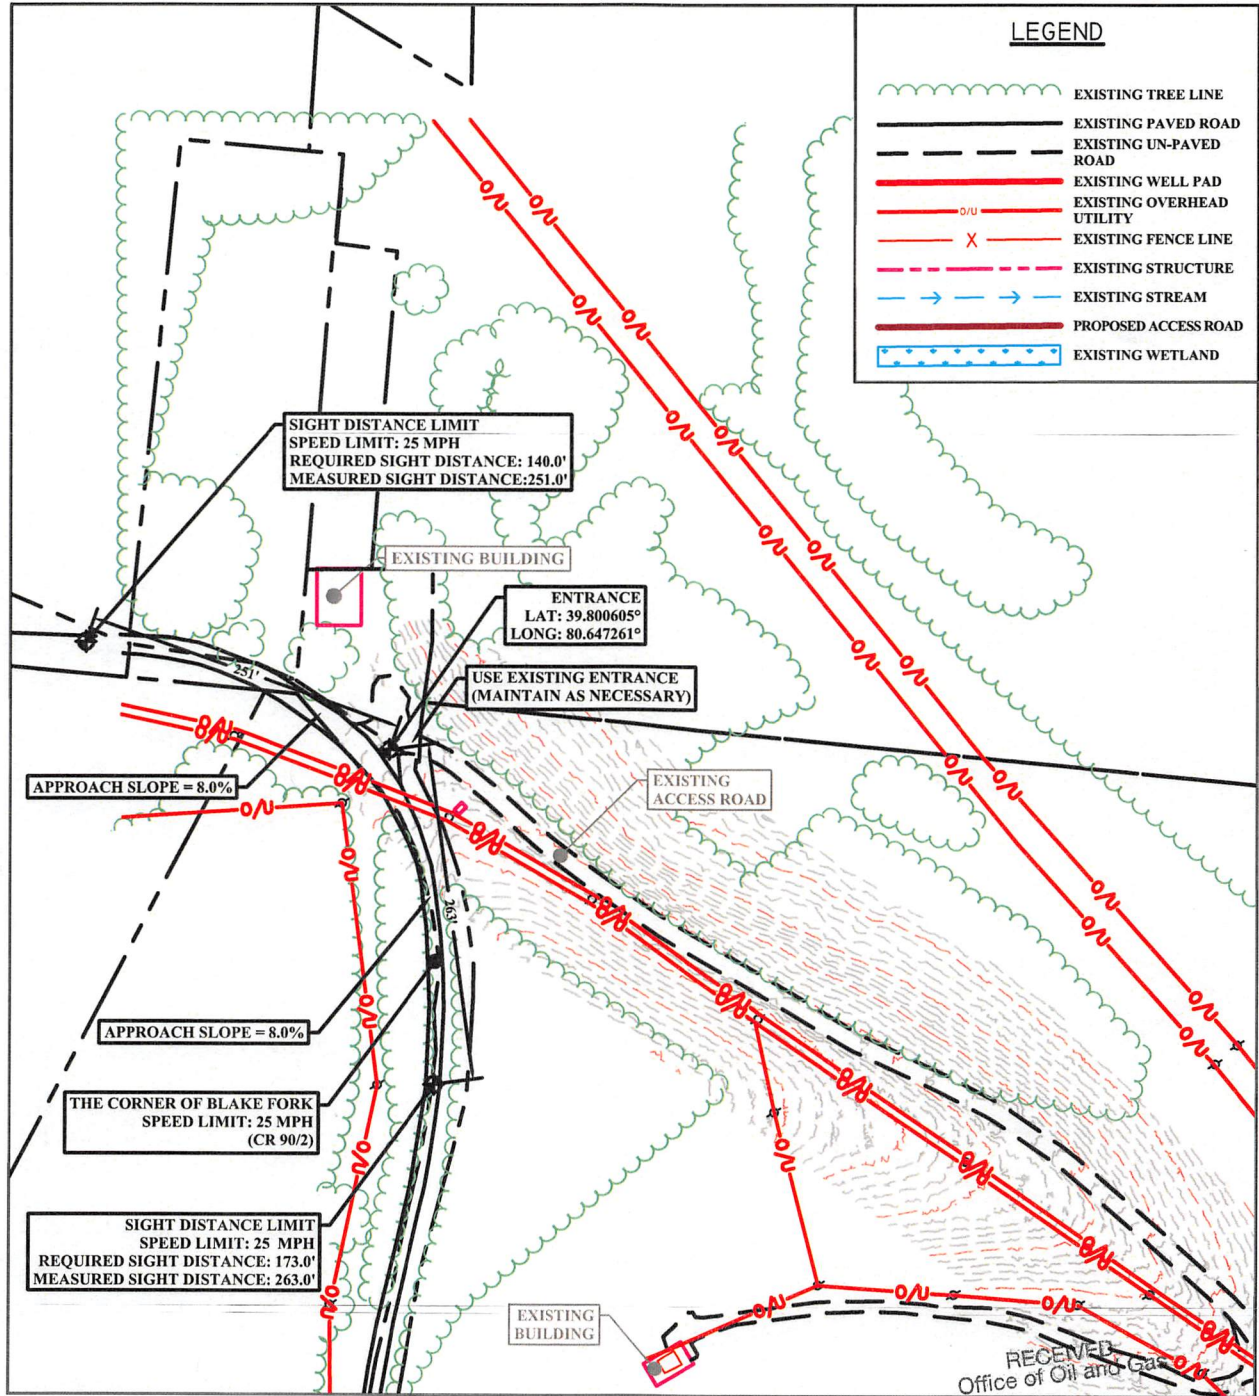 LEGEND
EXISTING TREE LINE
EXISTING PAVED ROAD
EXISTING UN-PAVED
ROAD
EXISTING WELL PAD
O/U
EXISTING OVERHEAD
UTILITY
X
EXISTING FENCE LINE
EXISTING STRUCTURE
EXISTING STREAM
PROPOSED ACCESS ROAD
EXISTING WETLAND
SIGHT DISTANCE LIMIT
SPEED LIMIT: 25 MPH
REQUIRED SIGHT DISTANCE: 140.0'
MEASURED SIGHT DISTANCE:251.0'
EXISTING BUILDING
ENTRANCE
LAT: 39.800605°
LONG: 80.647261°
251'
USE EXISTING ENTRANCE
(MAINTAIN AS NECESSARY)
APPROACH SLOPE = 8.0%
EXISTING
ACCESS ROAD
263'
APPROACH SLOPE = 8.0%
THE CORNER OF BLAKE FORK
SPEED LIMIT: 25 MPH
(CR 90/2)
SIGHT DISTANCE LIMIT
SPEED LIMIT: 25 MPH
REQUIRED SIGHT DISTANCE: 173.0'
MEASURED SIGHT DISTANCE: 263.0'
EXISTING
BUILDING
RECEIVED
Office of Oil and Gas